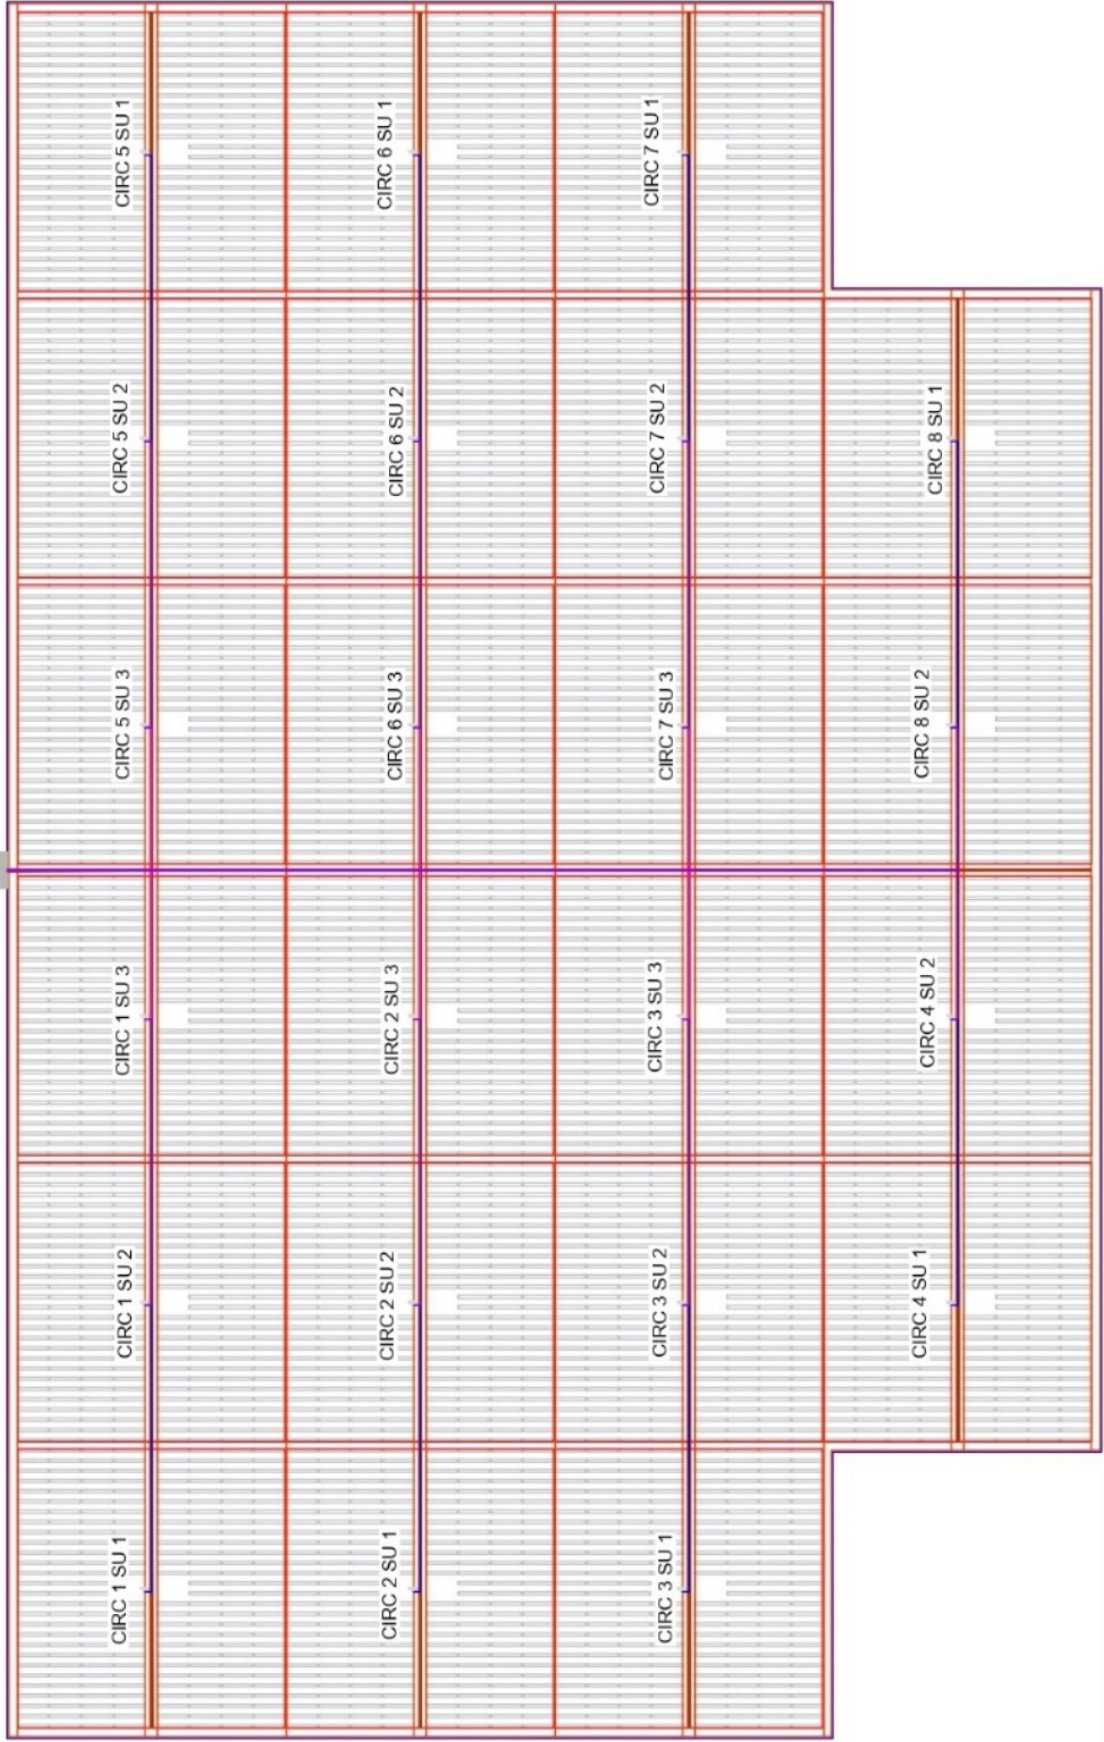 CIRC 5 SU 1
CIRC 6 SU 1
CIRC 7 SU 1
CIRC 5 SU 2
CIRC 6 SU 2
CIRC 7 SU 2
CIRC 8 SU 1
CIRC 5 SU 3
CIRC 6 SU 3
CIRC 7 SU 3
CIRC 8 SU 2
CIRC 1 SU 3
CIRC 2 SU 3
CIRC 3 SU 3
CIRC 4 SU 2
CIRC 1 SU 2
CIRC 2 SU 2
CIRC 3 SU 2
CIRC 4 SU 1
CIRC 1 SU 1
CIRC 2 SU 1
CIRC 3 SU 1